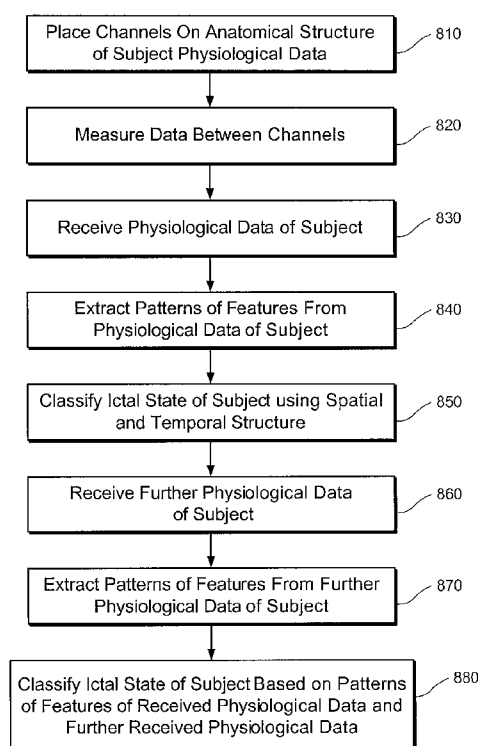 Place Channels On Anatomical Structure
of Subject Physiological Data
810
Measure Data Between Channels
820
Receive Physiological Data of Subject
830
Extract Patterns of Features From
Physiological Data of Subject
840
Classify Ictal State of Subject using Spatial
and Temporal Structure
850
Receive Further Physiological Data
of Subject
860
Extract Patterns of Features From Further
Physiological Data of Subject
870
Classify Ictal State of Subject Based on Patterns
of Features of Received Physiological Data and
Further Received Physiological Data
880